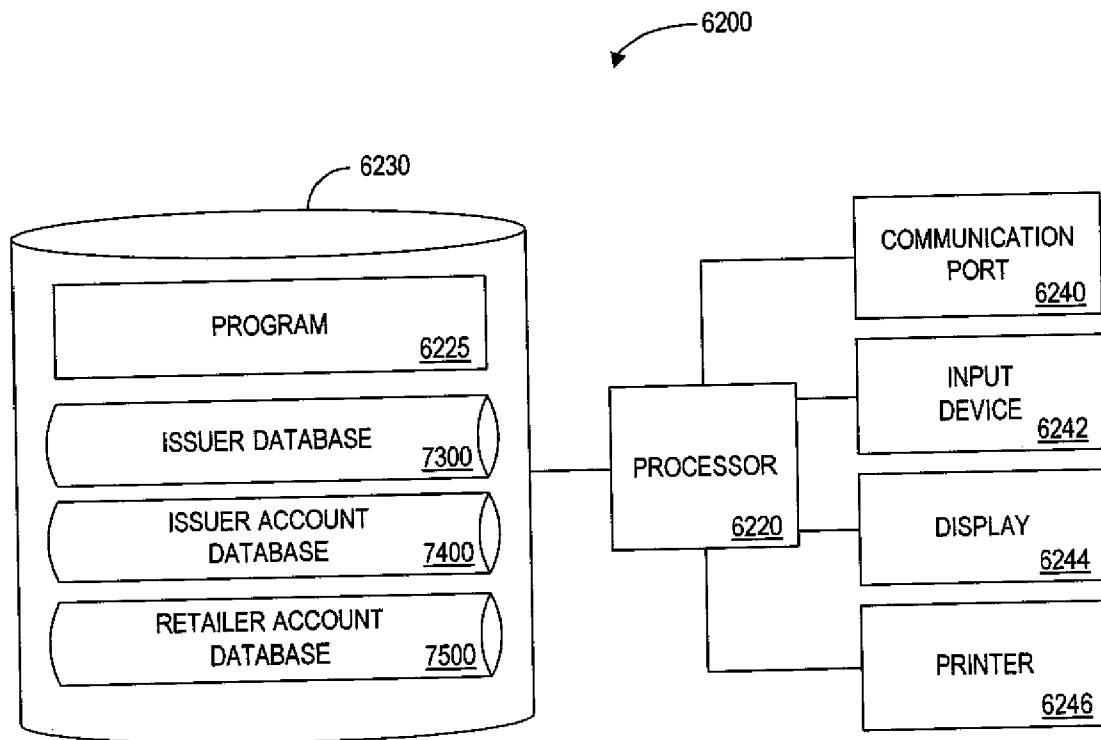 6200
6230
PROGRAM
6225
ISSUER DATABASE
7300
ISSUER ACCOUNT
DATABASE
7400
RETAILER ACCOUNT
DATABASE
7500
PROCESSOR
6220
COMMUNICATION
PORT
6240
INPUT
DEVICE
6242
DISPLAY
6244
PRINTER
6246